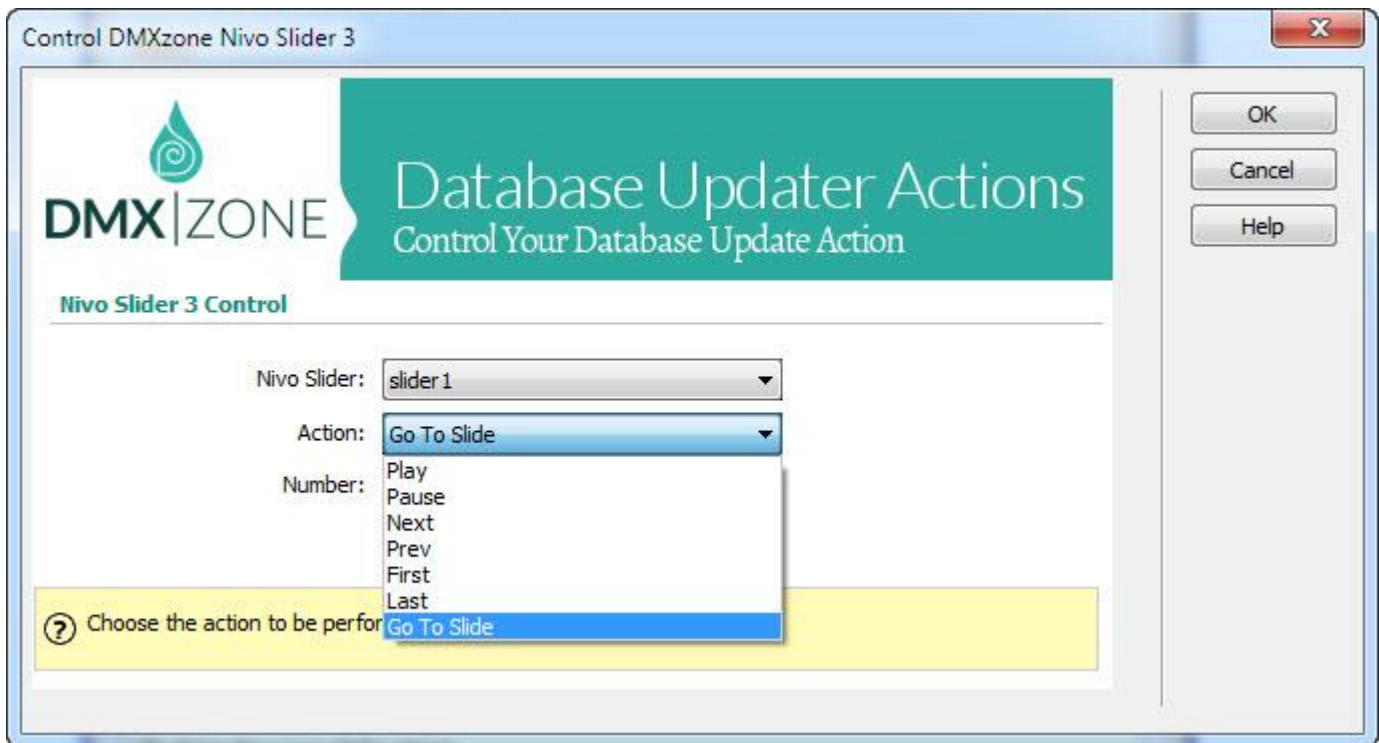 Control DMXzone Nivo Slider 3
OK
Cancel
Help
DMX|ZONE
Database Updater Actions
Control Your Database Update Action
Nivo Slider 3 Control
Nivo Slider: slider1
Action: Go To Slide
Number:
Play
Pause
Next
Prev
First
Last
Go To Slide
Choose the action to be perfor